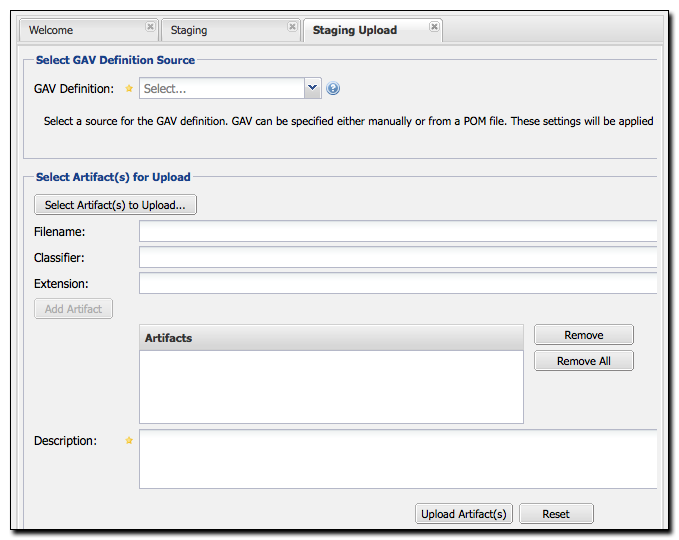 Welcome
Staging
Staging Upload
Select GAV Definition Source
GAV Definition:
Select...
Select a source for the GAV definition. GAV can be specified either manually or from a POM file. These settings will be applied
Select Artifact(s) for Upload
Select Artifact(s) to Upload...
Filename:
Classifier:
Extension:
Add Artifact
Artifacts
Remove
Remove All
Description:
Upload Artifact(s)
Reset